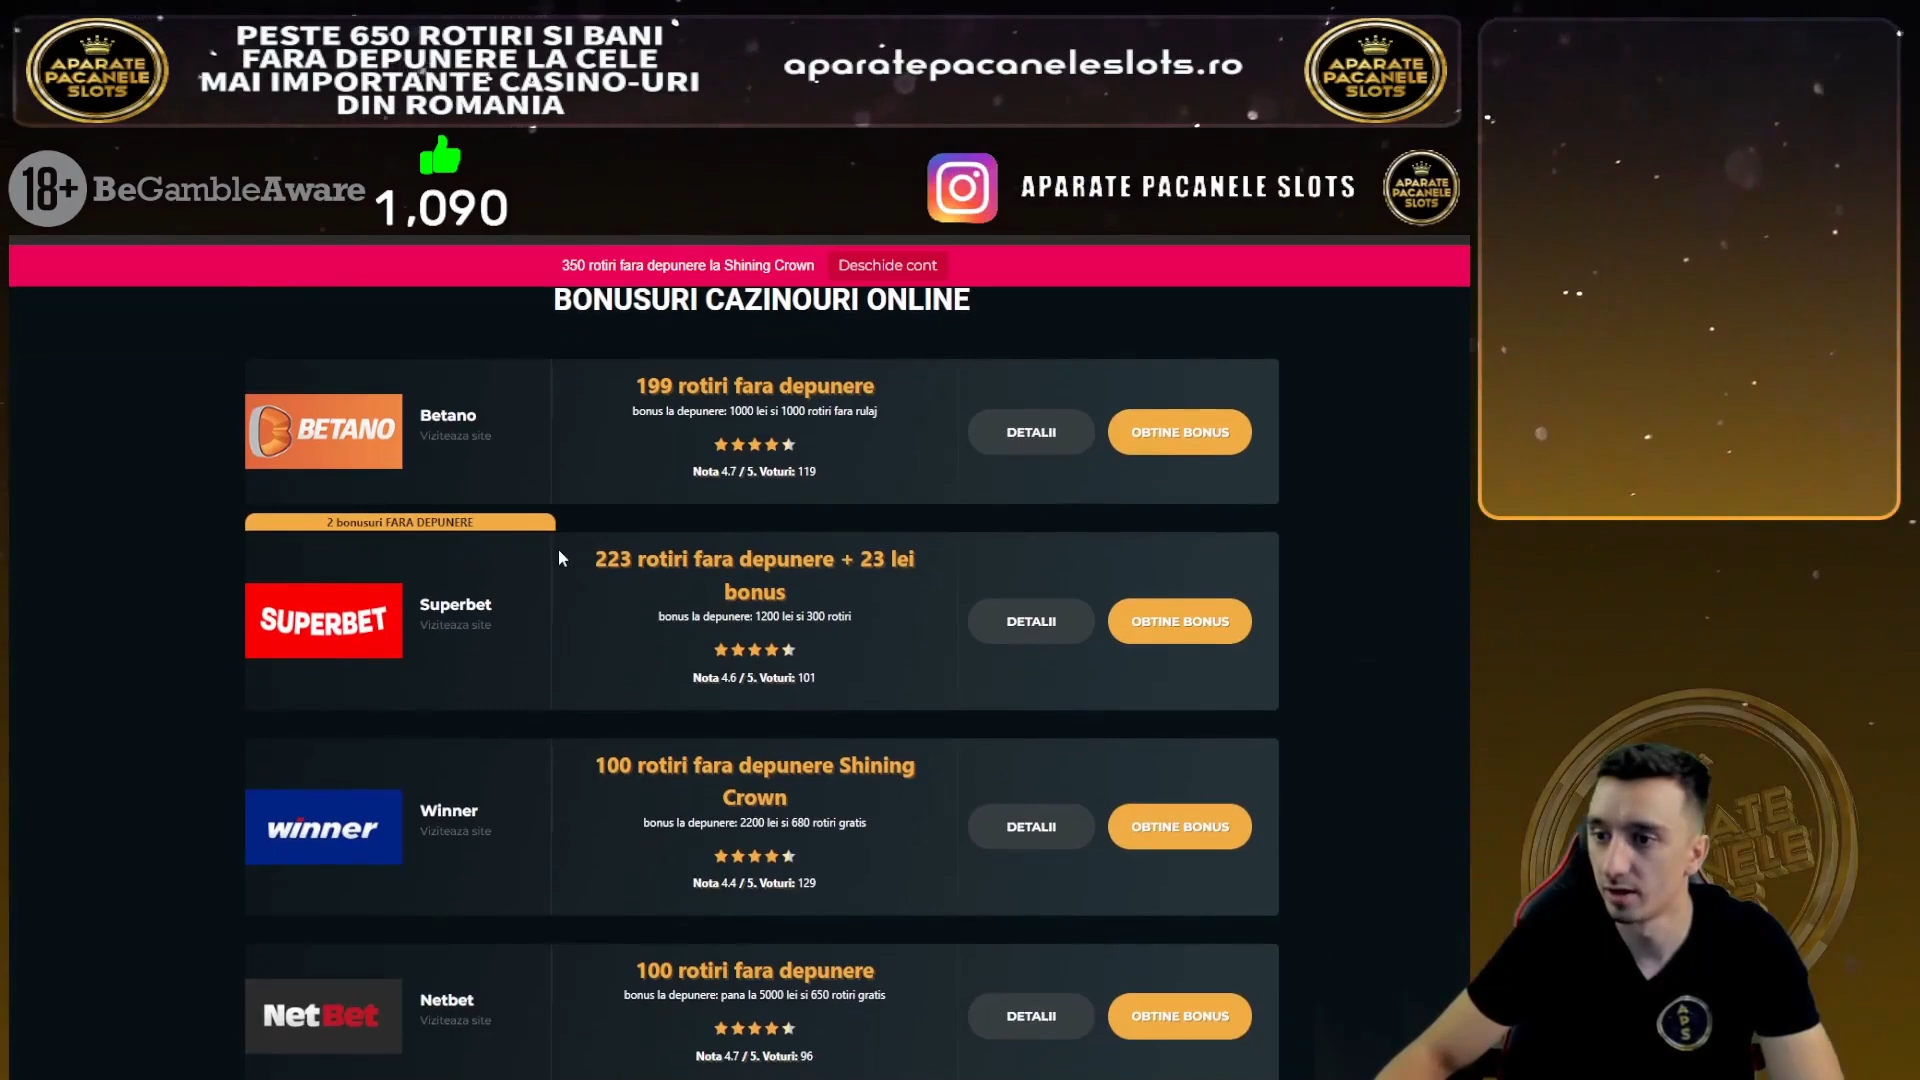 APARATE
PACANELE
SLOTS
PESTE 650 ROTIRI SI BANI
FARA DEPUNERE LA CELE
MAI IMPORTANTE CASINO-URI
DIN ROMANIA
aparatepacaneleslots.ro
APARATE
PACANELE
SLOTS
18+ BeGambleAware
1,090
APARATE PACANELE SLOTS
APARATE
PACANELE
SLOTS
350 rotiri fara depunere la Shining Crown Deschide cont
BONUSURI CAZINOURI ONLINE
BETANO
Betano
Viziteaza site
199 rotiri fara depunere
bonus la depunere: 1000 lei si 1000 rotiri fara rulaj
Nota 4.7 / 5. Voturi: 119
DETALII
OBTINE BONUS
2 bonusuri FARA DEPUNERE
SUPERBET
Superbet
Viziteaza site
223 rotiri fara depunere + 23 lei
bonus
bonus la depunere: 1200 lei si 300 rotiri
Nota 4.6 / 5. Voturi: 101
DETALII
OBTINE BONUS
winner
Winner
Viziteaza site
100 rotiri fara depunere Shining
Crown
bonus la depunere: 2200 lei si 680 rotiri gratis
Nota 4.4 / 5. Voturi: 129
DETALII
OBTINE BONUS
NetBet
Netbet
Viziteaza site
100 rotiri fara depunere
bonus la depunere: pana la 5000 lei si 650 rotiri gratis
Nota 4.7 / 5. Voturi: 96
DETALII
OBTINE BONUS
APS